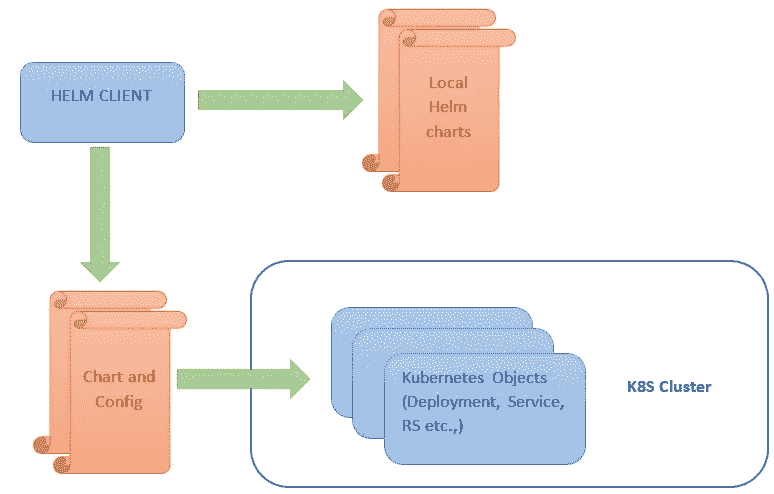 HELM CLIENT
Local
Helm
charts
Chart and
Config
Kubernetes Objects
(Deployment, Service,
RS etc.,)
K8S Cluster